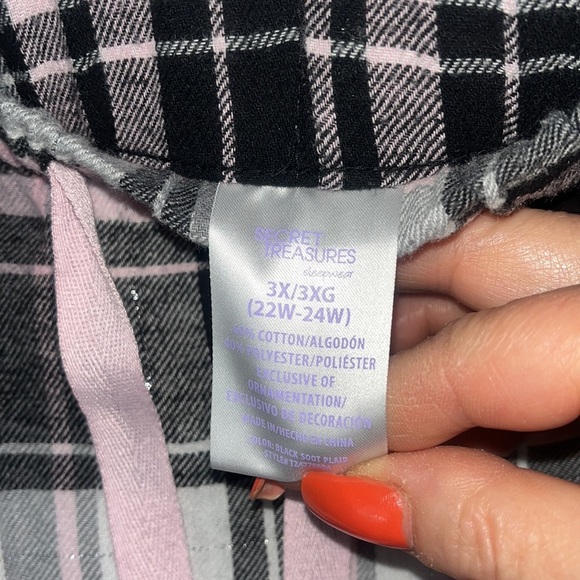 SECRET
TREASURES
sleepwear
3X/3XG
(22W-24W)
COTTON/ALGODÓN
POLYESTER/POLIÉSTER
EXCLUSIVE OF
ORNAMENTATION/
EXCLUSIVO DE DECORACIÓN
MADE IN/HECHO EN CHINA
COLOR: BLACK SOOT PLAID
STYLE#